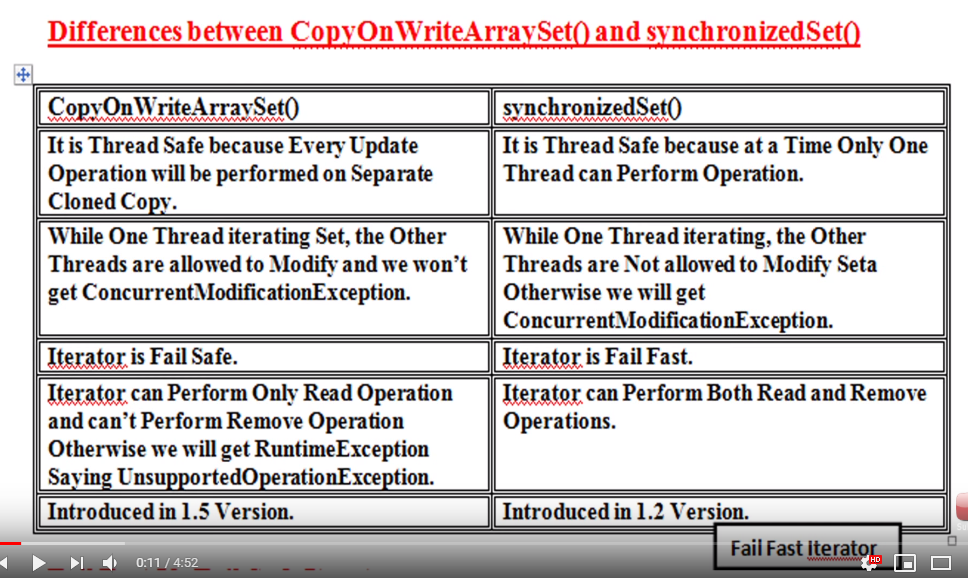 Differences between CopyOnWriteArraySet() and synchronizedSet()
CopyOnWriteArraySet()
synchronizedSet()
It is Thread Safe because Every Update
Operation will be performed on Separate
Cloned Copy.
It is Thread Safe because at a Time Only One
Thread can Perform Operation.
While One Thread iterating Set, the Other
Threads are allowed to Modify and we won't
get ConcurrentModificationException.
While One Thread iterating, the Other
Threads are Not allowed to Modify Seta
Otherwise we will get
ConcurrentModificationException.
Iterator is Fail Safe.
Iterator is Fail Fast.
Iterator can Perform Only Read Operation
and can't Perform Remove Operation
Otherwise we will get RuntimeException
Saying UnsupportedOperationException.
Iterator can Perform Both Read and Remove
Operations.
Introduced in 1.5 Version.
Introduced in 1.2 Version.
Fail Fast Iterator
0:11 / 4:52
HD